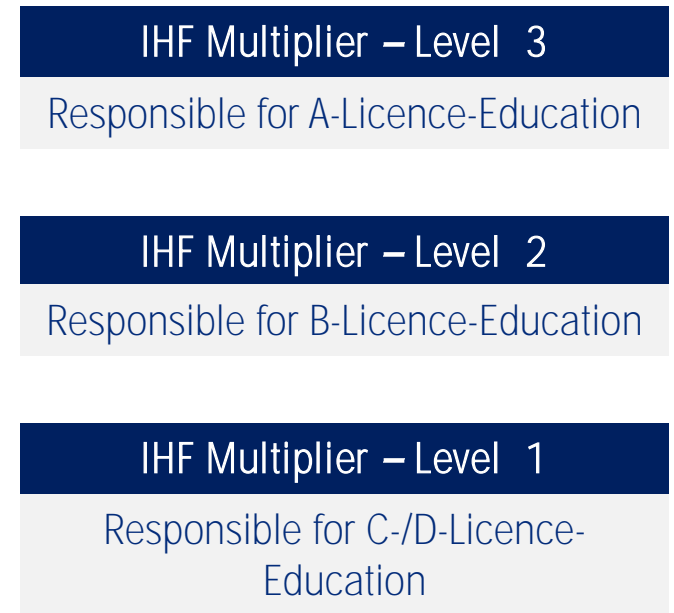 IHF Multiplier – Level 3
Responsible for A-Licence-Education
IHF Multiplier – Level 2
Responsible for B-Licence-Education
IHF Multiplier – Level 1
Responsible for C-/D-Licence-
Education